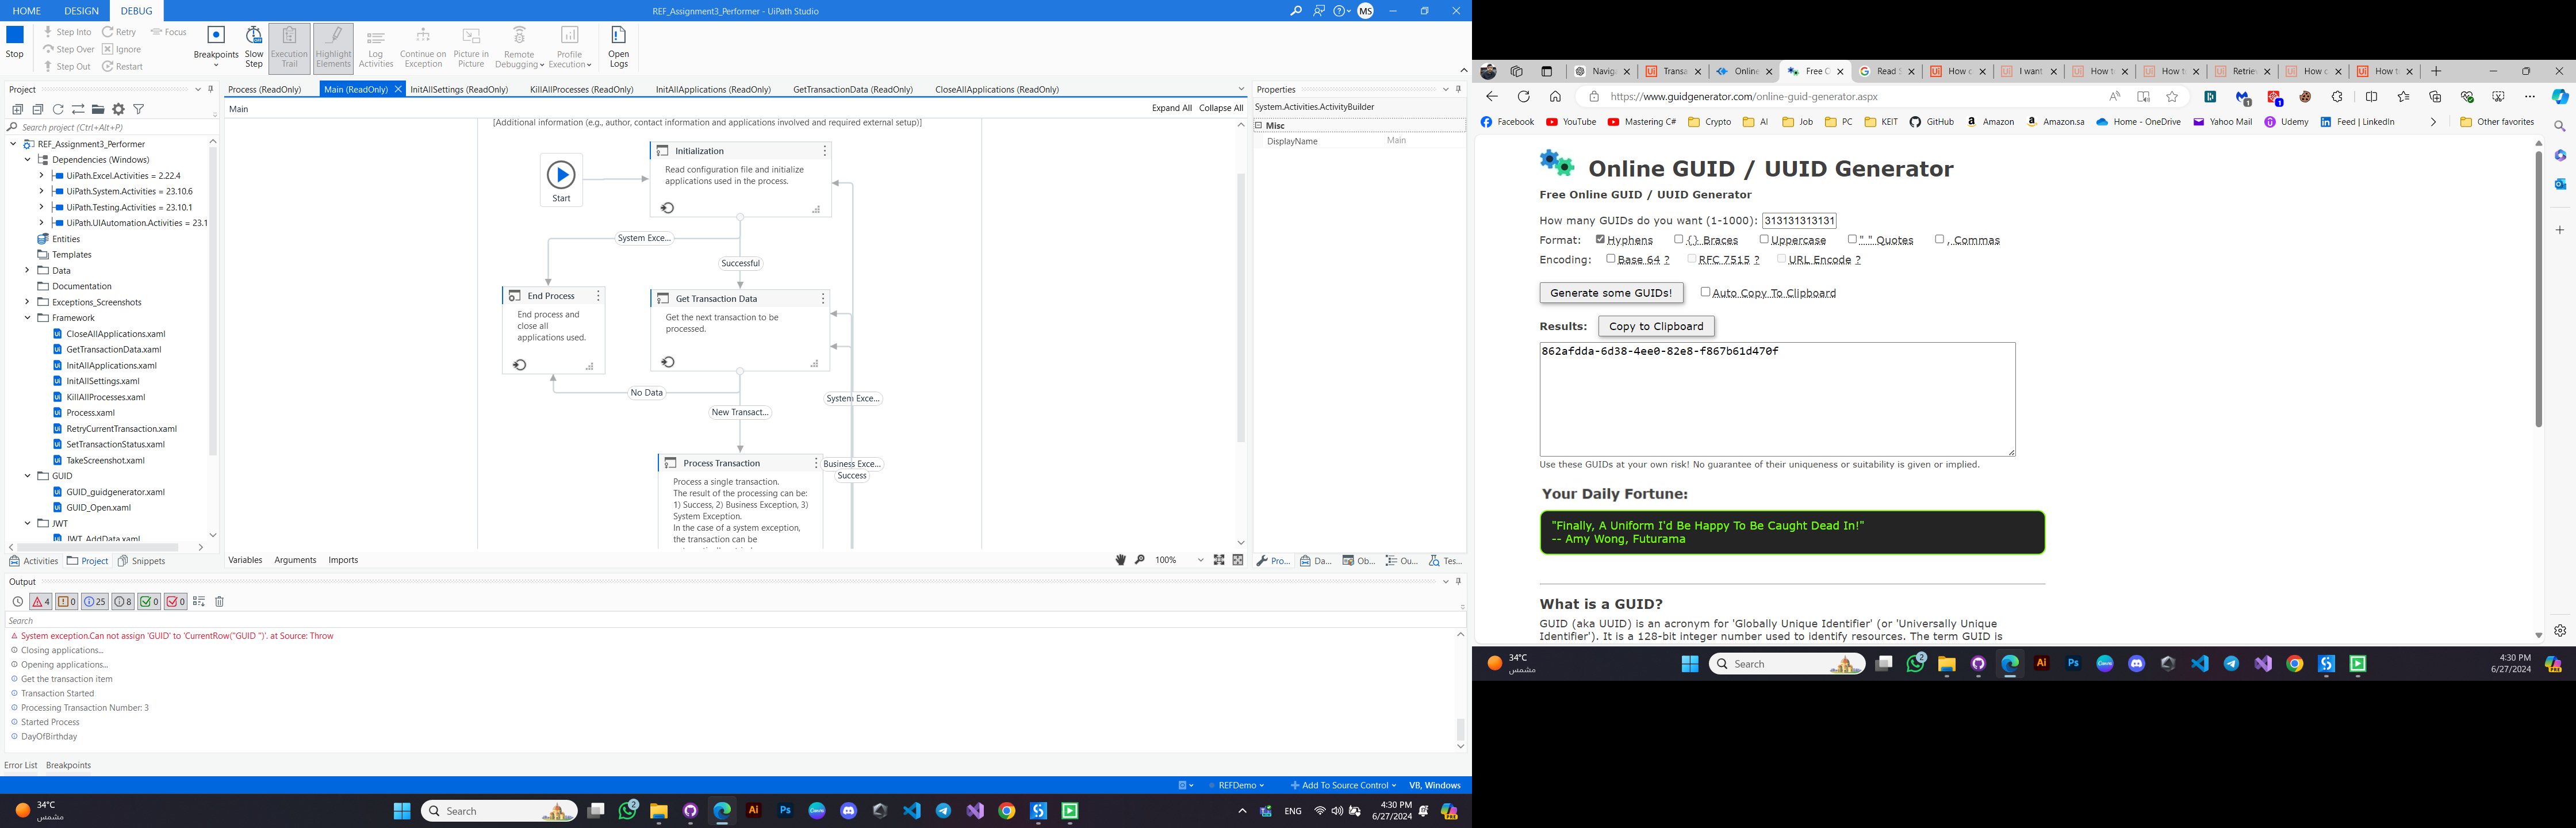 HOME DESIGN DEBUG
REF_Assignment3_Performer - UiPath Studio
MS
Stop
Step Into Retry Focus
Step Over Ignore
Step Out Restart
Breakpoints
Slow Step
Execution Trail
Highlight Elements
Log Activities
Continue on Exception
Picture in Picture
Remote Debugging
Profile Execution
Open Logs
Project
Search project (Ctrl+Alt+P)
REF_Assignment3_Performer
Dependencies (Windows)
UiPath.Excel.Activities = 2.22.4
UiPath.System.Activities = 23.10.6
UiPath.Testing.Activities = 23.10.1
UiPath.UIAutomation.Activities = 23.1
Entities
Templates
Data
Documentation
Exceptions_Screenshots
Framework
CloseAllApplications.xaml
GetTransactionData.xaml
InitAllApplications.xaml
InitAllSettings.xaml
KillAllProcesses.xaml
Process.xaml
RetryCurrentTransaction.xaml
SetTransactionStatus.xaml
TakeScreenshot.xaml
GUID
GUID_guidgenerator.xaml
GUID_Open.xaml
JWT
JWT_AddData.xaml
Activities Project Snippets
Process (ReadOnly) Main (ReadOnly) InitAllSettings (ReadOnly) KillAllProcesses (ReadOnly) InitAllApplications (ReadOnly) GetTransactionData (ReadOnly) CloseAllApplications (ReadOnly)
Main
Expand All Collapse All
[Additional information (e.g., author, contact information and applications involved and required external setup)]
Start
Initialization
Read configuration file and initialize
applications used in the process.
System Exce...
Successful
End Process
End process and
close all
applications used.
Get Transaction Data
Get the next transaction to be
processed.
No Data
New Transact...
System Exce...
Process Transaction
Business Exce...
Success
Process a single transaction.
The result of the processing can be:
1) Success, 2) Business Exception, 3)
System Exception.
In the case of a system exception,
the transaction can be
Variables Arguments Imports
100%
Properties
System.Activities.ActivityBuilder
Misc
DisplayName Main
Pro... Da... Ob... Ou... Tes...
Output
4 0 25 8 0 0
Search
System exception.Can not assign 'GUID' to 'CurrentRow("GUID ")'. at Source: Throw
Closing applications...
Opening applications...
Get the transaction item
Transaction Started
Processing Transaction Number: 3
Started Process
DayOfBirthday
Error List Breakpoints
REFDemo Add To Source Control VB, Windows
34°C
مشمس
Search
2
ENG
4:30 PM
6/27/2024
Naviga Transa Online Free O Read How c I want How t How t Retrie How c How t
https://www.guidgenerator.com/online-guid-generator.aspx
Facebook YouTube Mastering C# Crypto AI Job PC KEIT GitHub Amazon Amazon.sa Home - OneDrive Yahoo Mail Udemy Feed | LinkedIn Other favorites
Online GUID / UUID Generator
Free Online GUID / UUID Generator
How many GUIDs do you want (1-1000): 313131313131
Format: Hyphens {} Braces Uppercase " " Quotes , Commas
Encoding: Base 64 ? RFC 7515 ? URL Encode ?
Generate some GUIDs! Auto Copy To Clipboard
Results: Copy to Clipboard
862afdda-6d38-4ee0-82e8-f867b61d470f
Use these GUIDs at your own risk! No guarantee of their uniqueness or suitability is given or implied.
Your Daily Fortune:
"Finally, A Uniform I'd Be Happy To Be Caught Dead In!"
-- Amy Wong, Futurama
What is a GUID?
GUID (aka UUID) is an acronym for 'Globally Unique Identifier' (or 'Universally Unique
Identifier'). It is a 128-bit integer number used to identify resources. The term GUID is
34°C
مشمس
Search
2
4:30 PM
6/27/2024